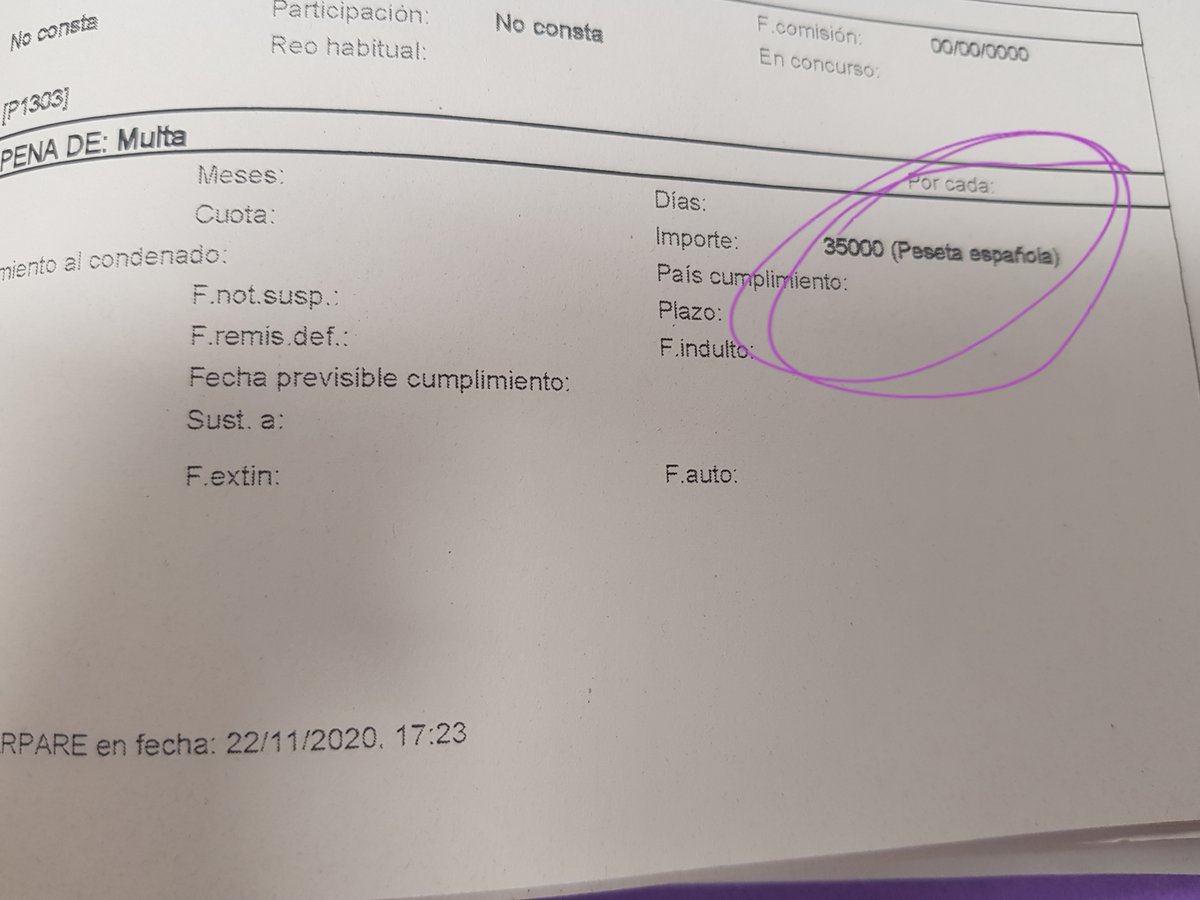 No consta
Participación: No consta
F.comisión: 00/00/0000
Reo habitual:
En concurso:
[P1303]
PENA DE: Multa
Por cada:
Meses:
Días:
Cuota:
Importe: 35000 (Peseta española)
miento al condenado:
País cumplimiento:
F.not.susp.:
Plazo:
F.remis.def.:
F.indulto:
Fecha previsible cumplimiento:
Sust. a:
F.extin:
F.auto:
RPARE en fecha: 22/11/2020. 17:23